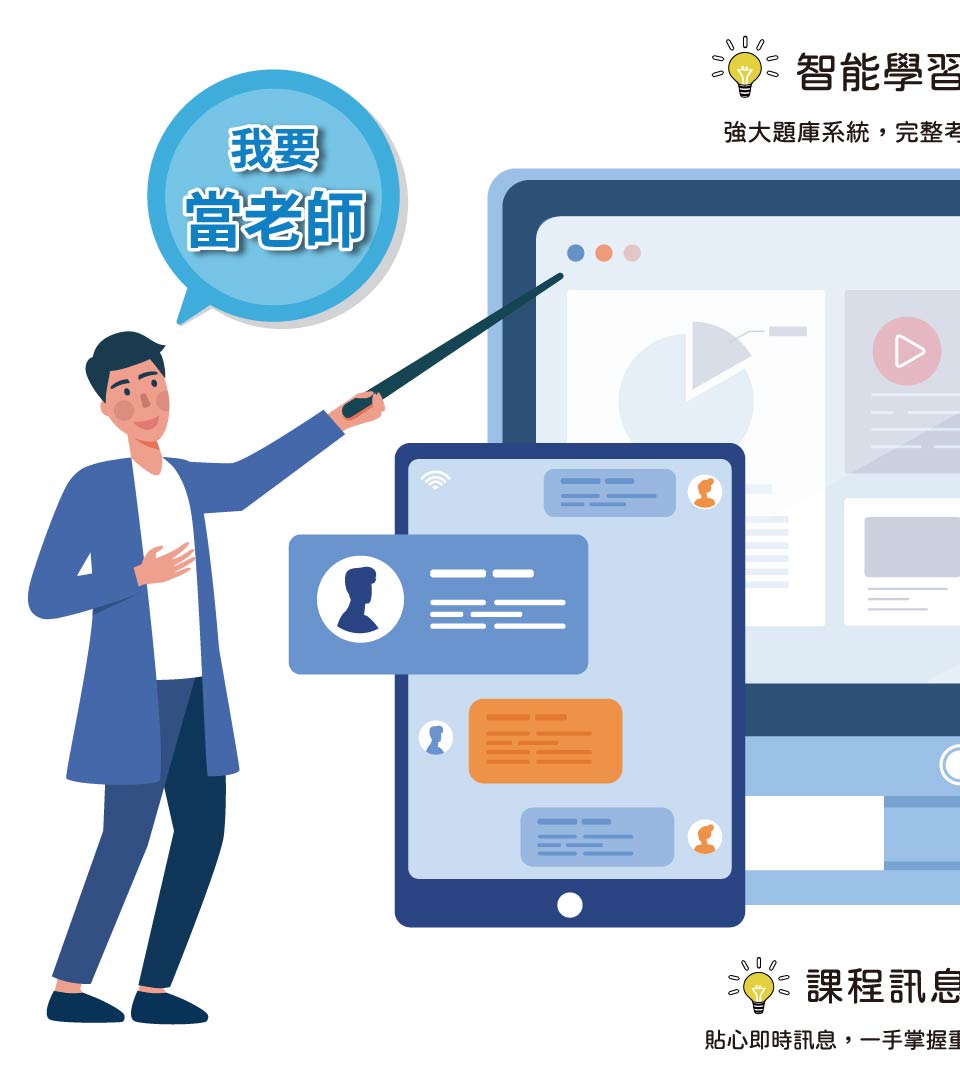 智能學習
強大題庫系統，完整考
我要
當老師
課程訊息
貼心即時訊息，一手掌握重